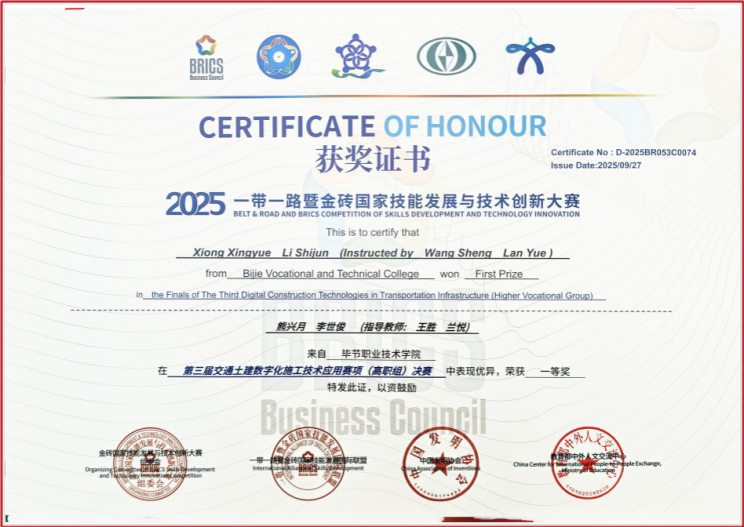 BRICS
Business Council
CERTIFICATE OF HONOUR
获奖证书
Certificate No : D-2025BR053C0074
Issue Date:2025/09/27
2025 一带一路暨金砖国家技能发展与技术创新大赛
BELT & ROAD AND BRICS COMPETITION OF SKILLS DEVELOPMENT AND TECHNOLOGY INNOVATION
This is to certify that
Xiong Xingyue Li Shijun (Instructed by Wang Sheng Lan Yue )
from Bijie Vocational and Technical College won First Prize
in the Finals of The Third Digital Construction Technologies in Transportation Infrastructure (Higher Vocational Group)
熊兴月 李世俊 (指导教师: 王胜 兰悦)
来自 毕节职业技术学院
在 第三届交通土建数字化施工技术应用赛项（高职组）决赛 中表现优异，荣获 一等奖
特发此证，以资鼓励
BRICS
Business Council
金砖国家技能发展与技术创新大赛
组委会
Organizing Committee of BRICS Skills Development
and Technology Innovation Competition
一带一路暨金砖国家技能发展国际联盟
International Alliance of Skills Development
中国发明协会
China Association of Inventions
教育部中外人文交流中心
China Center for International People-to-People Exchange,
Ministry of Education